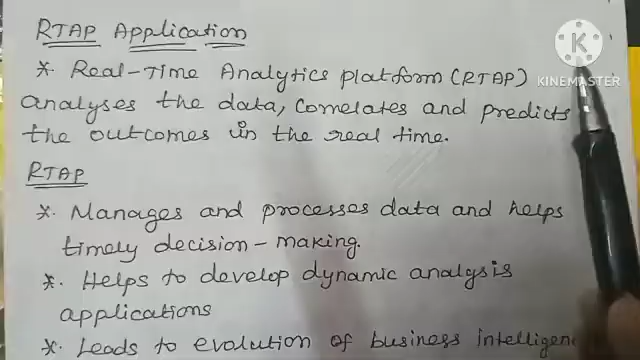 RTAP Application
*. Real-Time Analytics platform (RTAP)
analyses the data, correlates and predicts
the outcomes in the real time.
RTAP
*. Manages and processes data and helps
timely decision-making.
*. Helps to develop dynamic analysis
applications
*. Leads to evolution of business
KINEMASTER